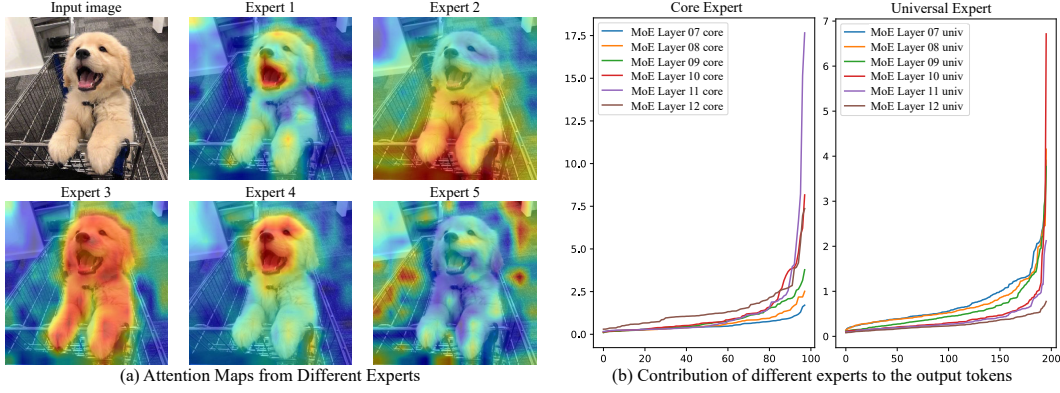 Input image
Expert 1
Expert 2
Expert 3
Expert 4
Expert 5
(a) Attention Maps from Different Experts
Core Expert
17.5
15.0
12.5
10.0
7.5
5.0
2.5
0.0
0 20 40 60 80 100
MoE Layer 07 core
MoE Layer 08 core
MoE Layer 09 core
MoE Layer 10 core
MoE Layer 11 core
MoE Layer 12 core
Universal Expert
7
6
5
4
3
2
1
0
0 50 100 150 200
MoE Layer 07 univ
MoE Layer 08 univ
MoE Layer 09 univ
MoE Layer 10 univ
MoE Layer 11 univ
MoE Layer 12 univ
(b) Contribution of different experts to the output tokens